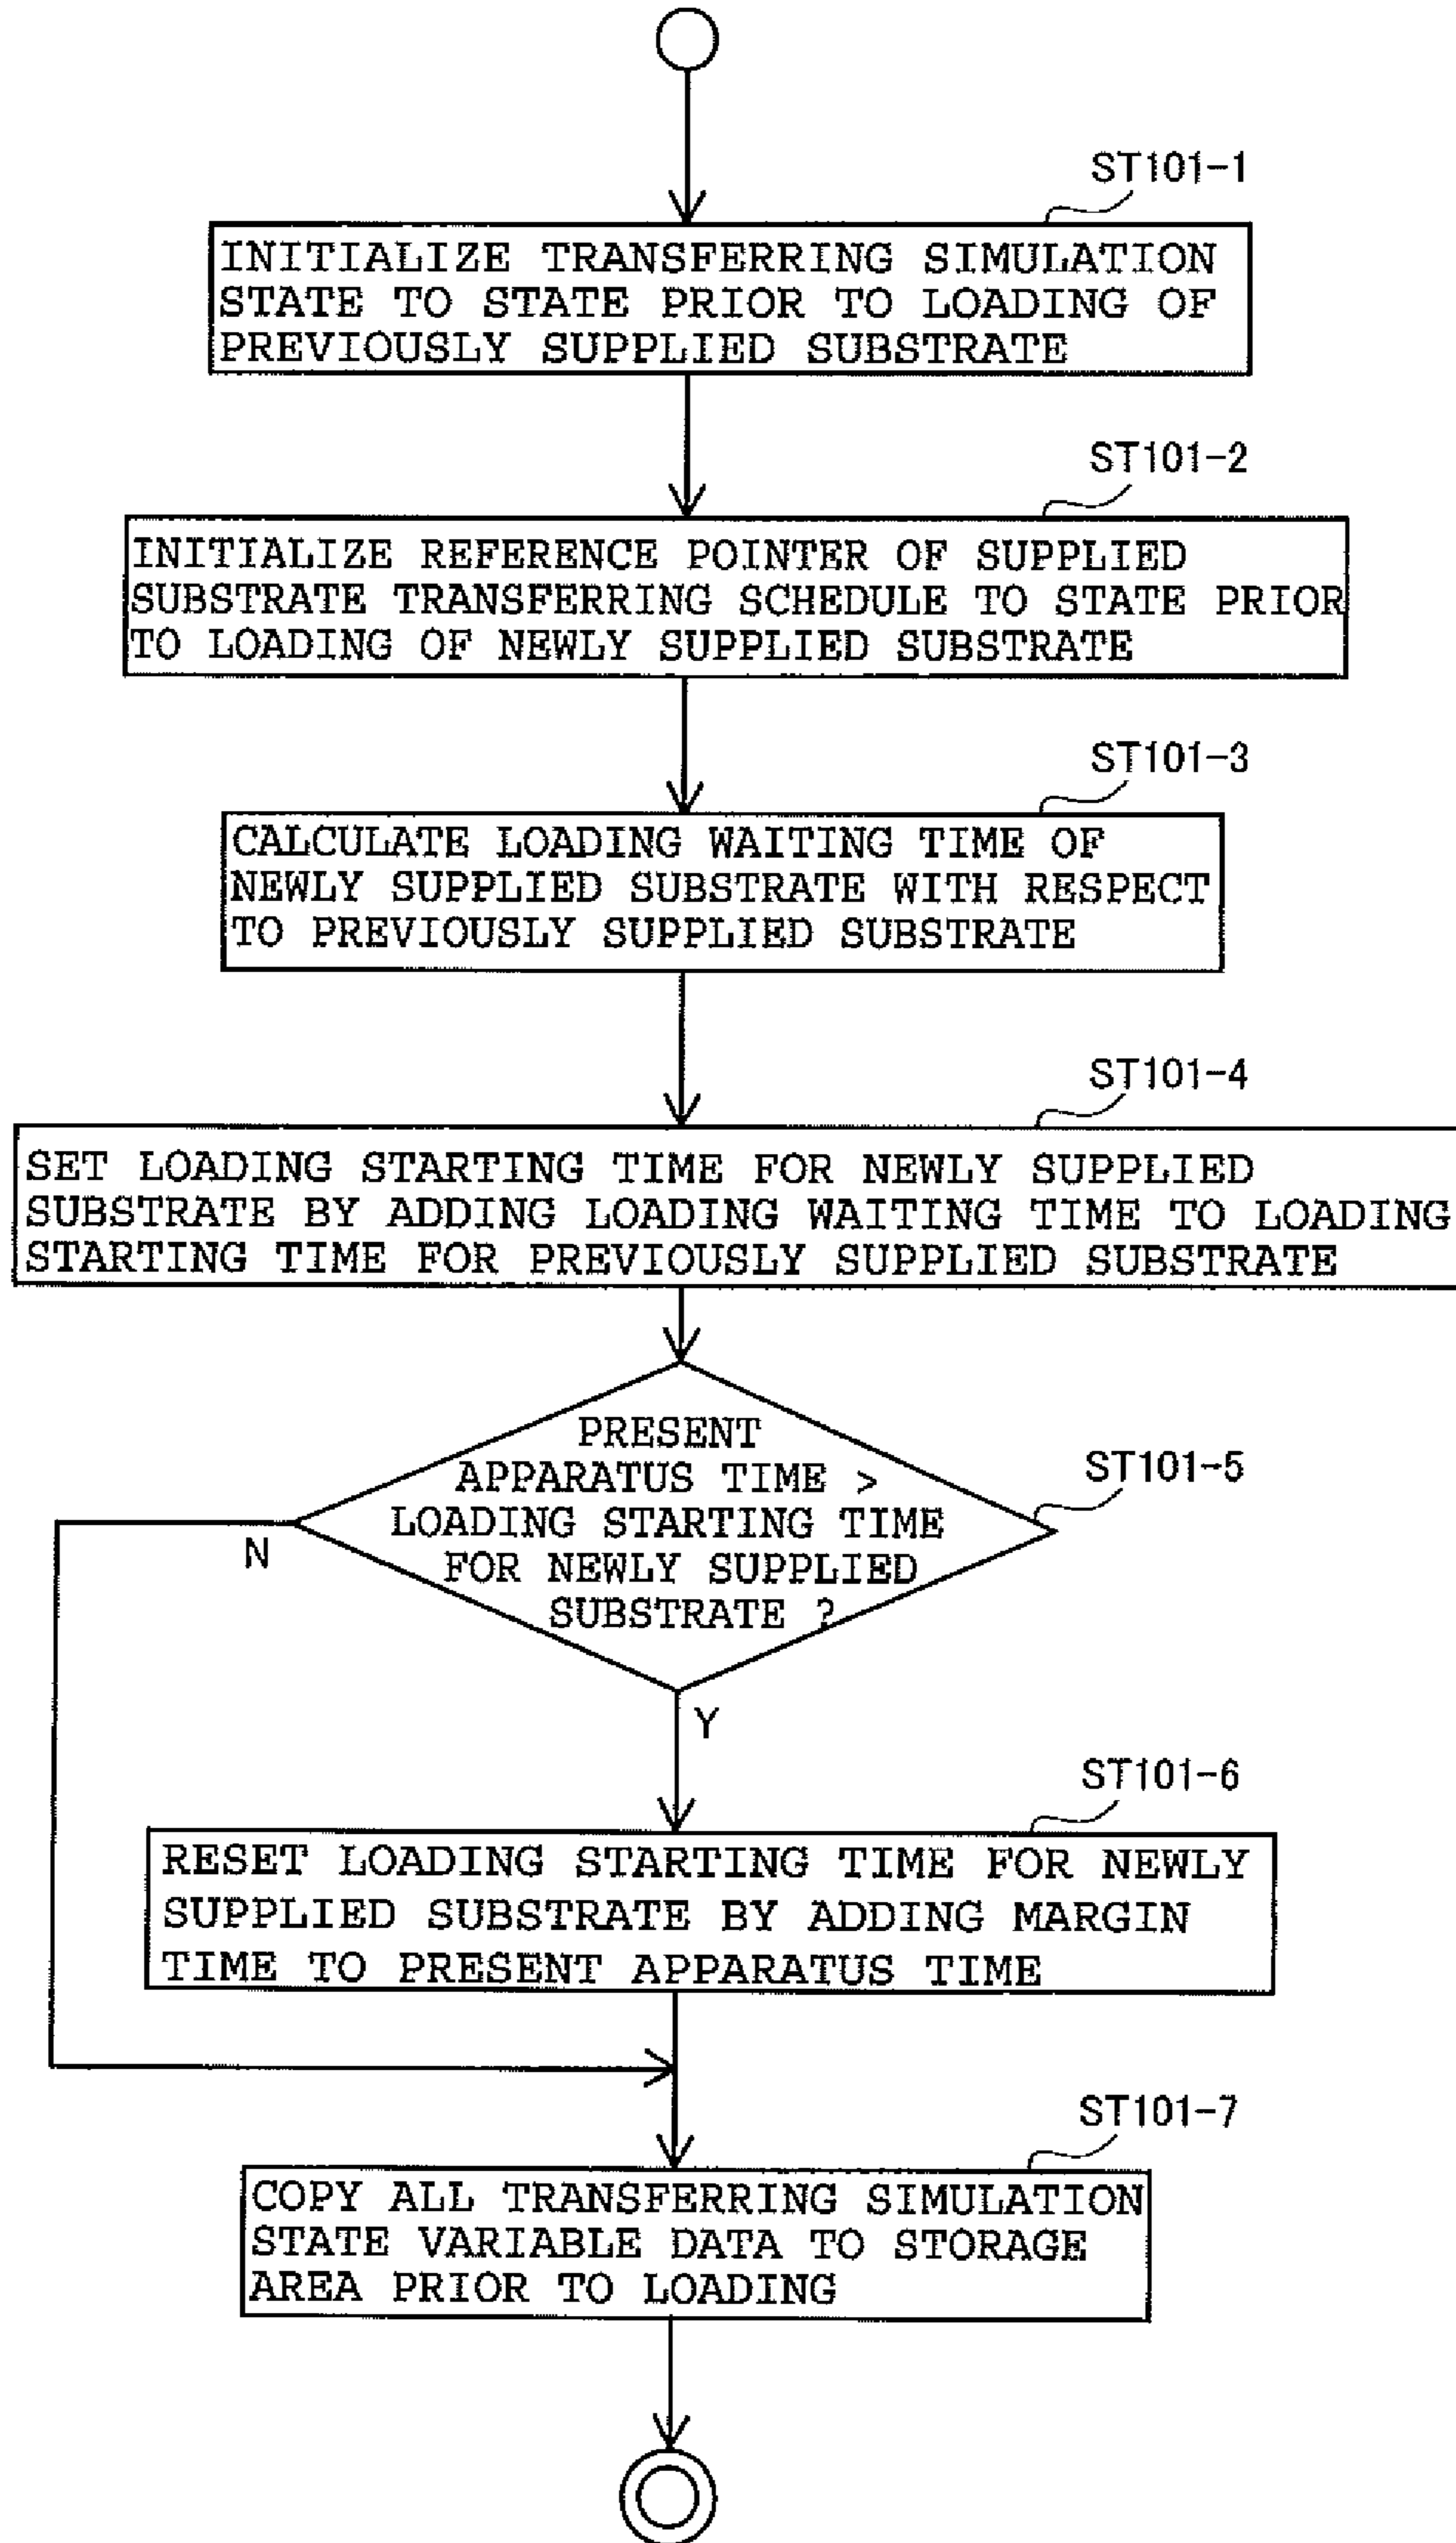 ST101-1
INITIALIZE TRANSFERRING SIMULATION
STATE TO STATE PRIOR TO LOADING OF
PREVIOUSLY SUPPLIED SUBSTRATE
ST101-2
INITIALIZE REFERENCE POINTER OF SUPPLIED
SUBSTRATE TRANSFERRING SCHEDULE TO STATE PRIOR
TO LOADING OF NEWLY SUPPLIED SUBSTRATE
ST101-3
CALCULATE LOADING WAITING TIME OF
NEWLY SUPPLIED SUBSTRATE WITH RESPECT
TO PREVIOUSLY SUPPLIED SUBSTRATE
ST101-4
SET LOADING STARTING TIME FOR NEWLY SUPPLIED
SUBSTRATE BY ADDING LOADING WAITING TIME TO LOADING
STARTING TIME FOR PREVIOUSLY SUPPLIED SUBSTRATE
PRESENT
APPARATUS TIME >
LOADING STARTING TIME
FOR NEWLY SUPPLIED
SUBSTRATE ?
ST101-5
N
Y
ST101-6
RESET LOADING STARTING TIME FOR NEWLY
SUPPLIED SUBSTRATE BY ADDING MARGIN
TIME TO PRESENT APPARATUS TIME
ST101-7
COPY ALL TRANSFERRING SIMULATION
STATE VARIABLE DATA TO STORAGE
AREA PRIOR TO LOADING